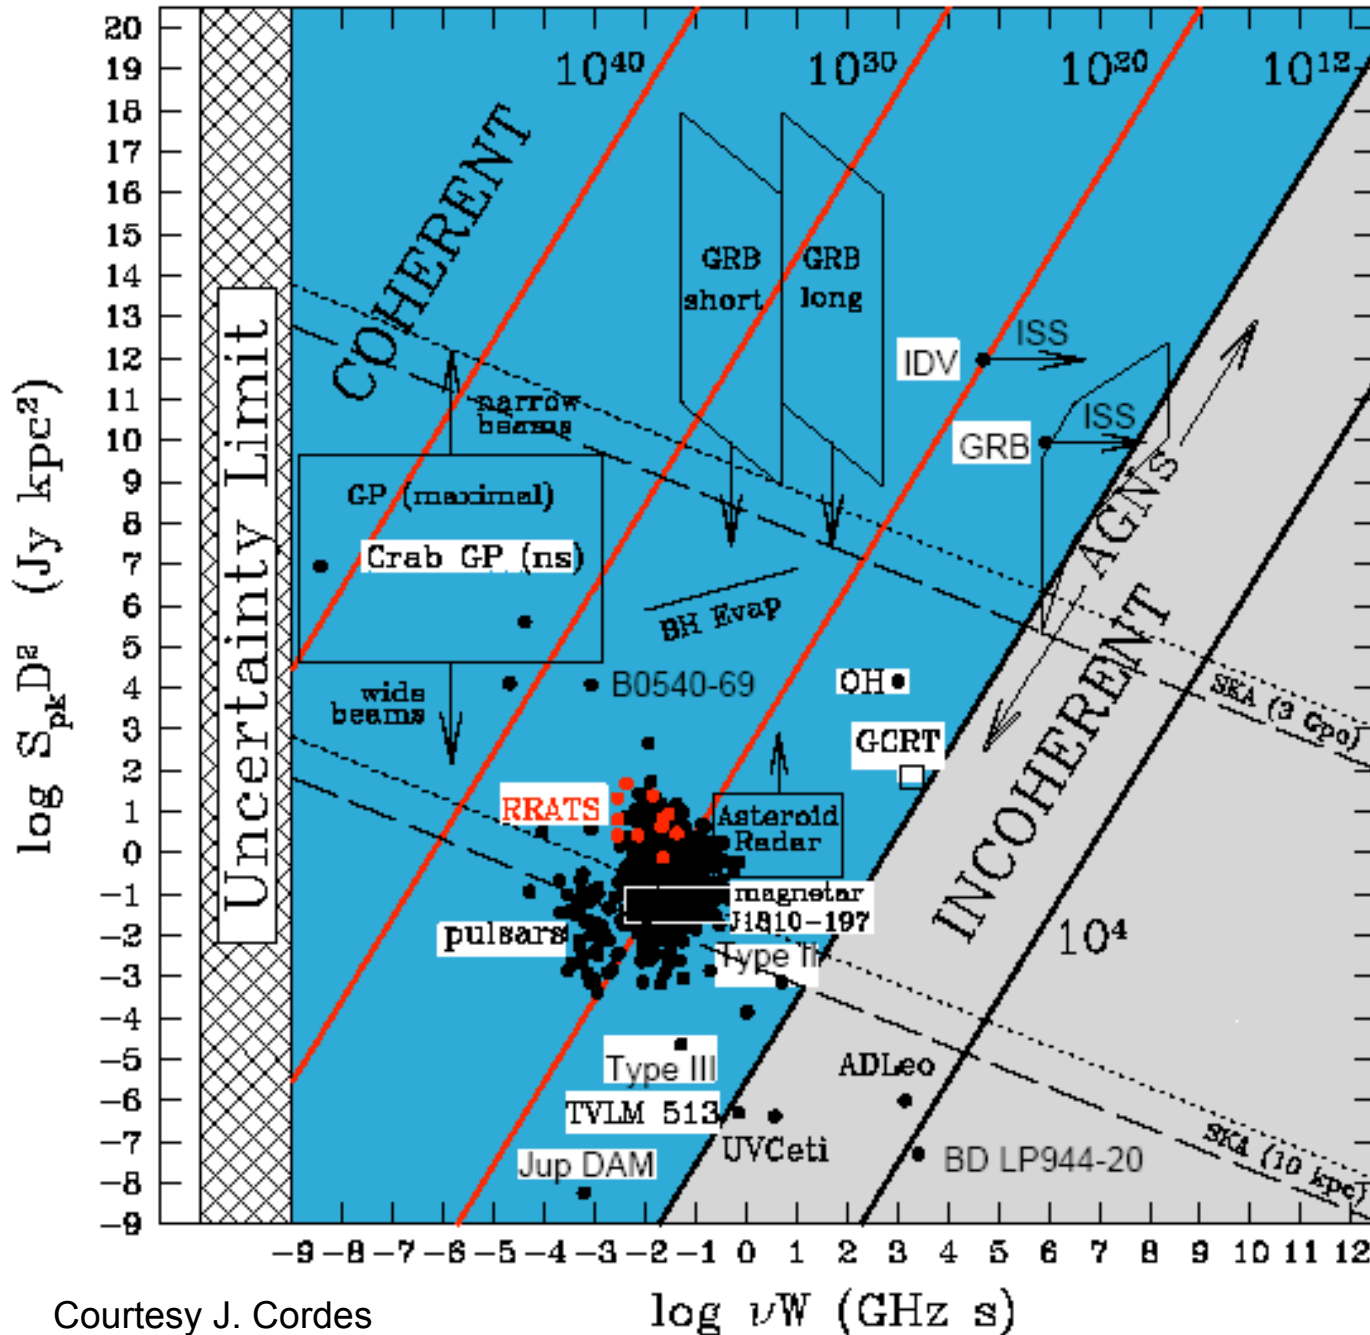 20
19
18
17
16
15
14
13
12
11
10
9
8
7
6
5
4
3
2
1
0
−1
−2
−3
−4
−5
−6
−7
−8
−9
log S_pk D² (Jy kpc²)
Uncertainty Limit
10⁴⁰
10³⁰
10²⁰
10¹²
COHERENT
GRB
short
GRB
long
IDV
ISS
GRB
ISS
narrow
beams
GP (maximal)
Crab GP (ns)
AGNS
BH Evap
wide
beams
B0540-69
OH
GCRT
SKA (3 Gpc)
INCOHERENT
RRATS
Asteroid
Radar
magnetar
J1810−197
pulsars
Type II
10⁴
Type III
ADLeo
TVLM 513
UVCeti
Jup DAM
BD LP944-20
SKA (10 kpc)
−9 −8 −7 −6 −5 −4 −3 −2 −1 0 1 2 3 4 5 6 7 8 9 10 11 12
log νW (GHz s)
Courtesy J. Cordes